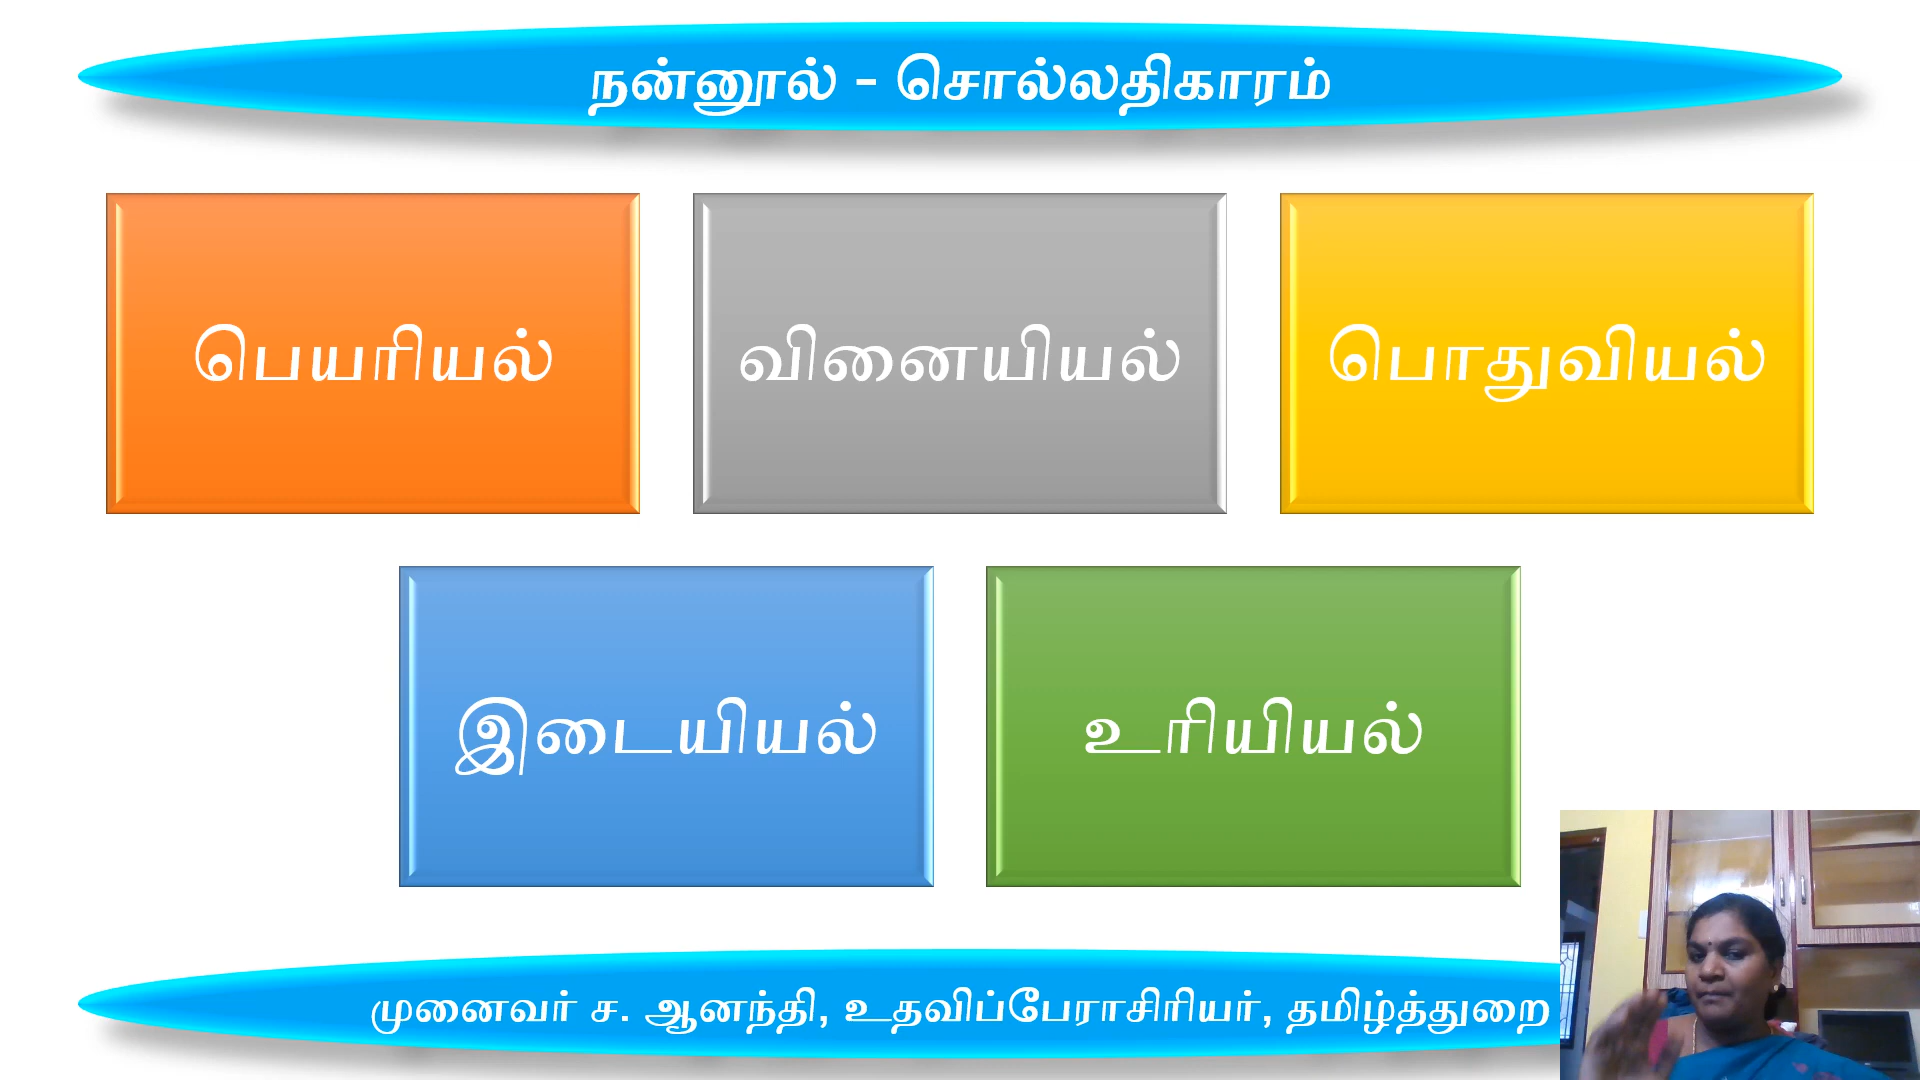 நன்னூல் - சொல்லதிகாரம்
பெயரியல்
வினையியல்
பொதுவியல்
இடையியல்
உரியியல்
முனைவர் ச. ஆனந்தி, உதவிப்பேராசிரியர், தமிழ்த்துறை